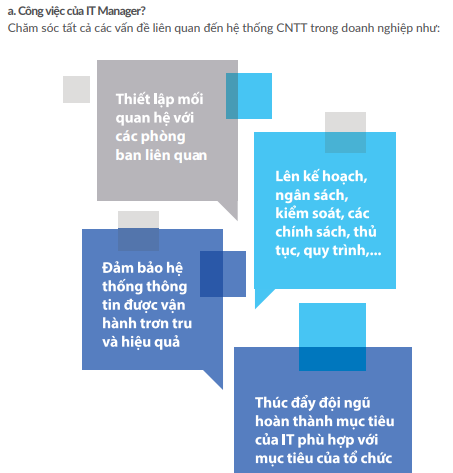 a. Công việc của IT Manager?
Chăm sóc tất cả các vấn đề liên quan đến hệ thống CNTT trong doanh nghiệp như:
Thiết lập mối
quan hệ với
các phòng
ban liên quan
Lên kế hoạch,
ngân sách,
kiểm soát, các
chính sách, thủ
tục, quy trình,...
Đảm bảo hệ
thống thông
tin được vận
hành trơn tru
và hiệu quả
Thúc đẩy đội ngũ
hoàn thành mục tiêu
của IT phù hợp với
mục tiêu của tổ chức